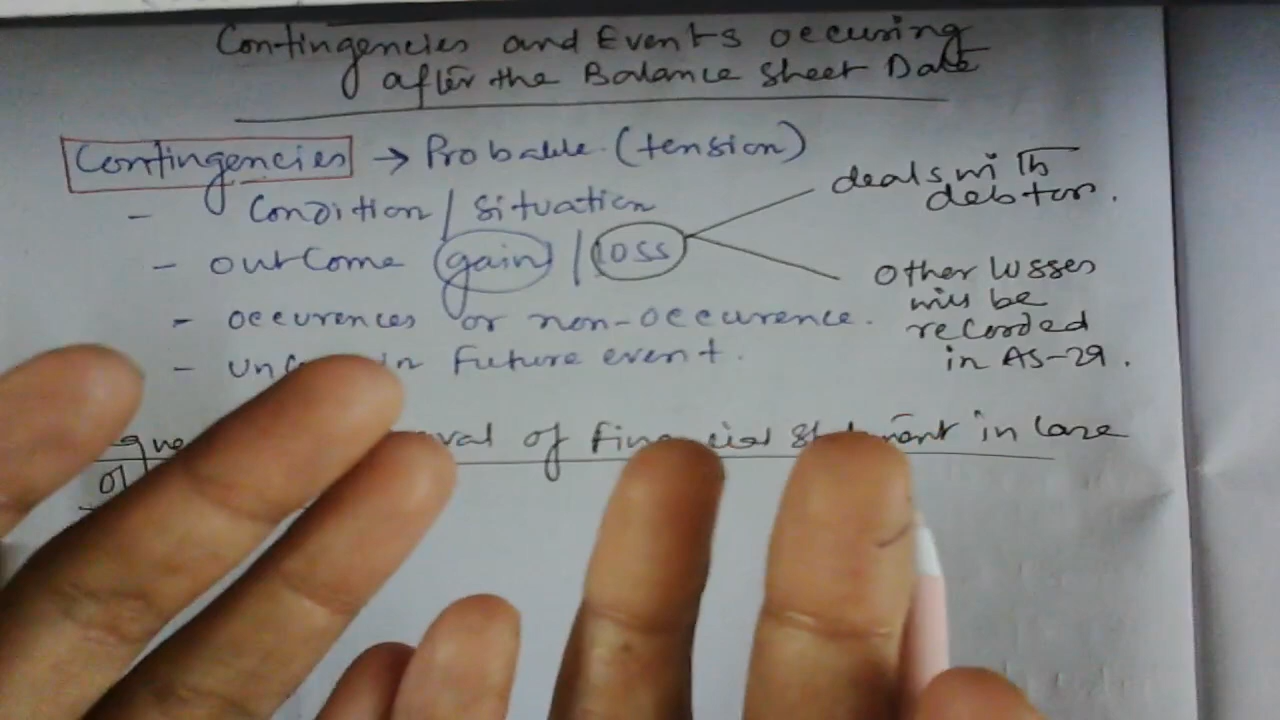 Contingencies and Events occuring
after the Balance Sheet Date
Contingencies → Probable (tension)
- Condition / Situation
- outcome gain / loss
deals with
debtor.
other losses
will be
recorded
in AS-29.
- occurences or non-occurence.
- future event.
of Financial in case